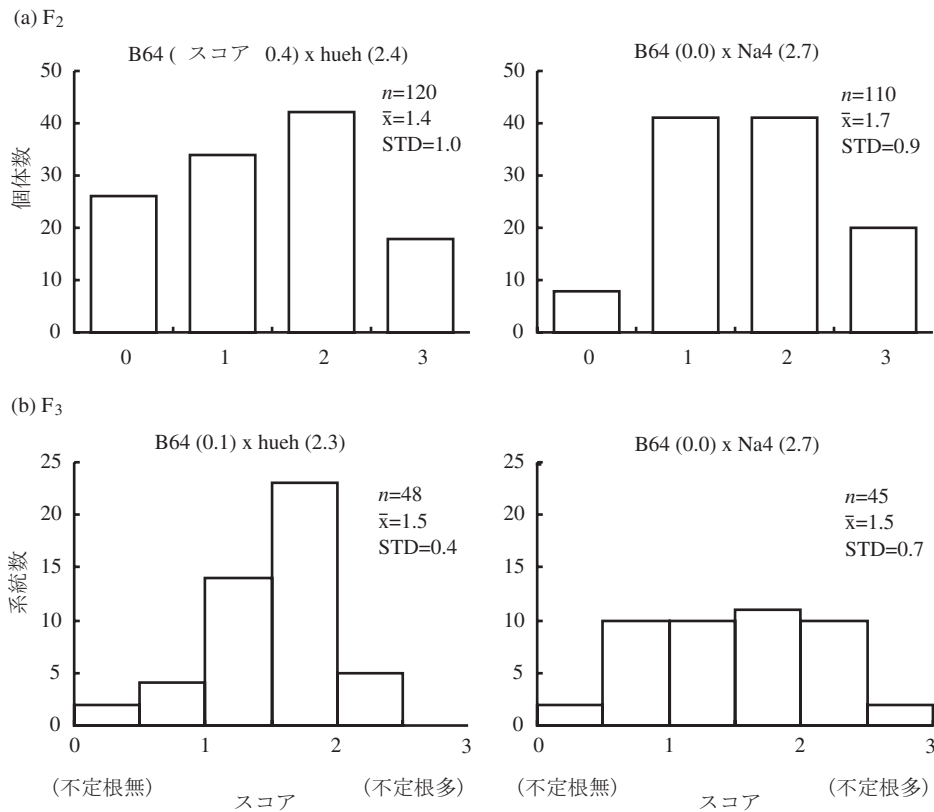 (a) F2
B64 ( スコア 0.4) x hueh (2.4)
50
40
30
20
10
0
個体数
n=120
x̄=1.4
STD=1.0
0 1 2 3
B64 (0.0) x Na4 (2.7)
50
40
30
20
10
0
n=110
x̄=1.7
STD=0.9
0 1 2 3
(b) F3
B64 (0.1) x hueh (2.3)
25
20
15
10
5
0
系統数
n=48
x̄=1.5
STD=0.4
0 1 2 3
(不定根無) (不定根多)
スコア
B64 (0.0) x Na4 (2.7)
25
20
15
10
5
0
n=45
x̄=1.5
STD=0.7
0 1 2 3
(不定根無) (不定根多)
スコア